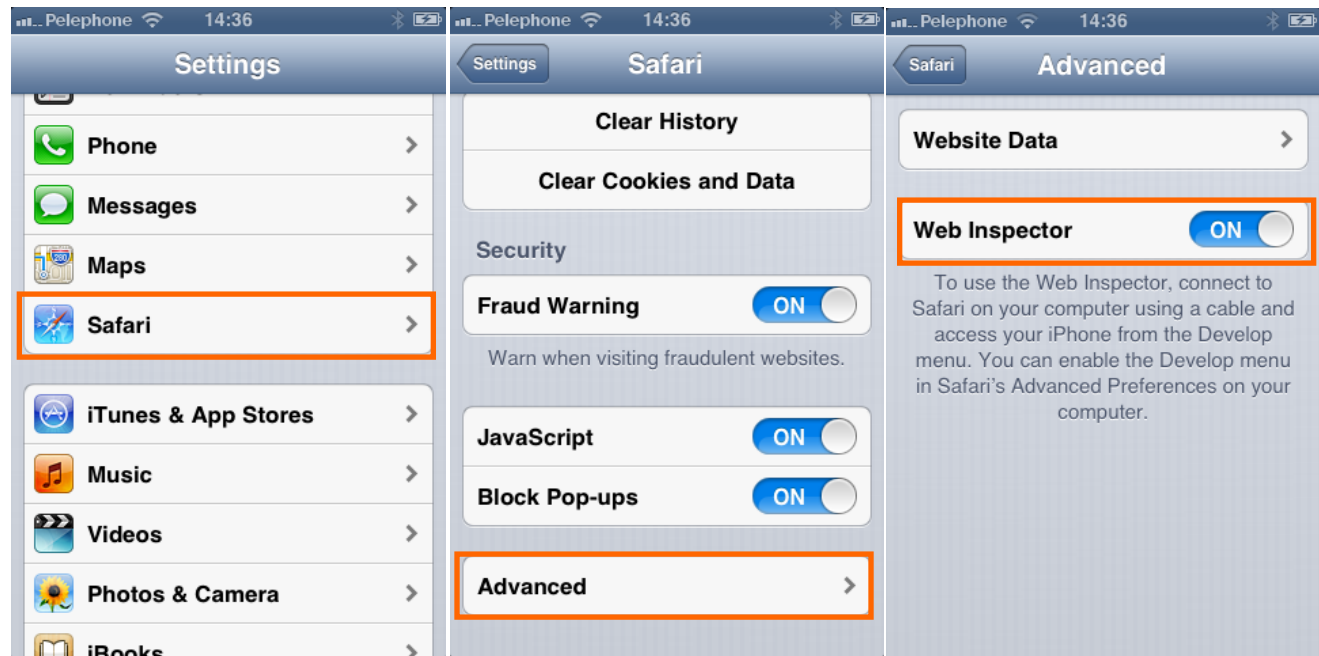 Pelephone 14:36
Settings
Phone
Messages
Maps
Safari
iTunes & App Stores
Music
Videos
Photos & Camera
iBooks
Pelephone 14:36
Settings
Safari
Clear History
Clear Cookies and Data
Security
Fraud Warning ON
Warn when visiting fraudulent websites.
JavaScript ON
Block Pop-ups ON
Advanced
Pelephone 14:36
Safari
Advanced
Website Data
Web Inspector ON
To use the Web Inspector, connect to
Safari on your computer using a cable and
access your iPhone from the Develop
menu. You can enable the Develop menu
in Safari's Advanced Preferences on your
computer.